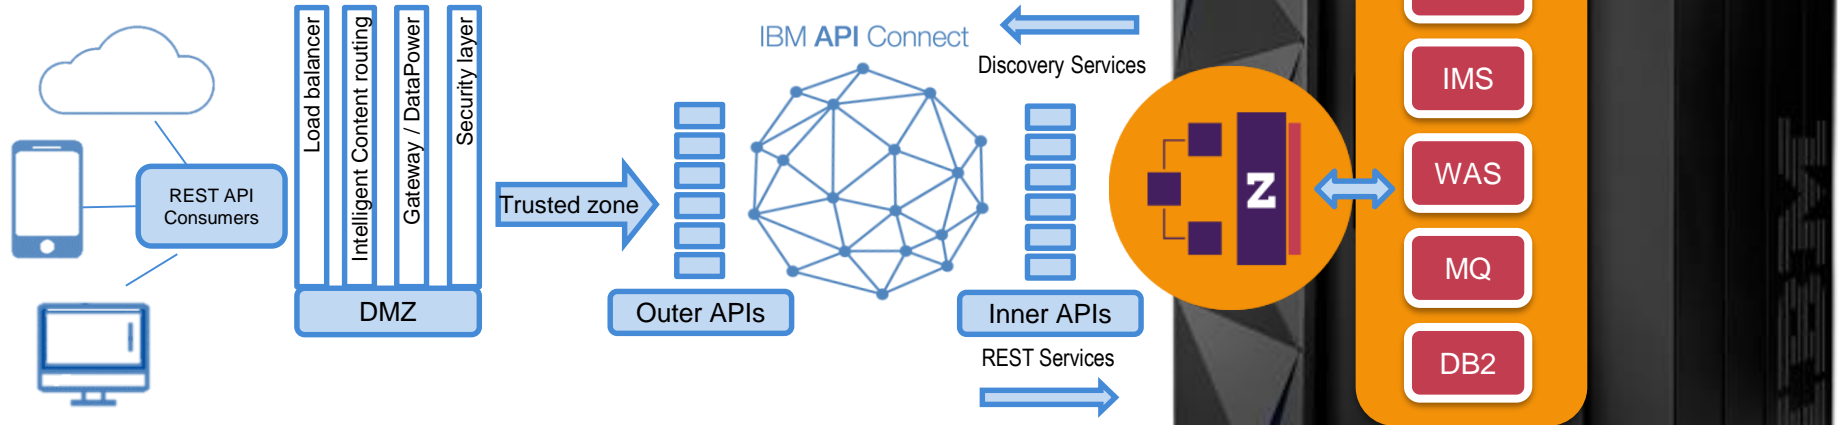 REST API
Consumers
Load balancer
Intelligent Content routing
Gateway / DataPower
Security layer
DMZ
Trusted zone
Outer APIs
IBM API Connect
Discovery Services
Inner APIs
REST Services
Z
IMS
WAS
MQ
DB2
IBM